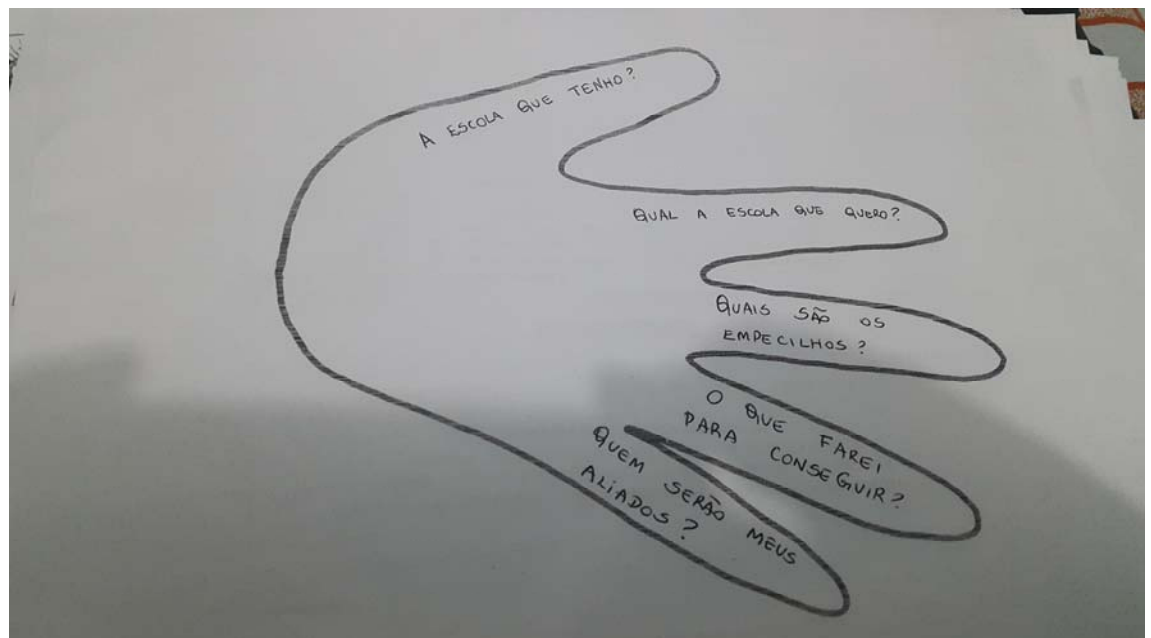 A ESCOLA QUE TENHO?
QUAL A ESCOLA QUE QUERO?
QUAIS SÃO OS
EMPECILHOS?
O QUE FAREI
PARA CONSEGUIR?
QUEM SERÃO MEUS
ALIADOS?